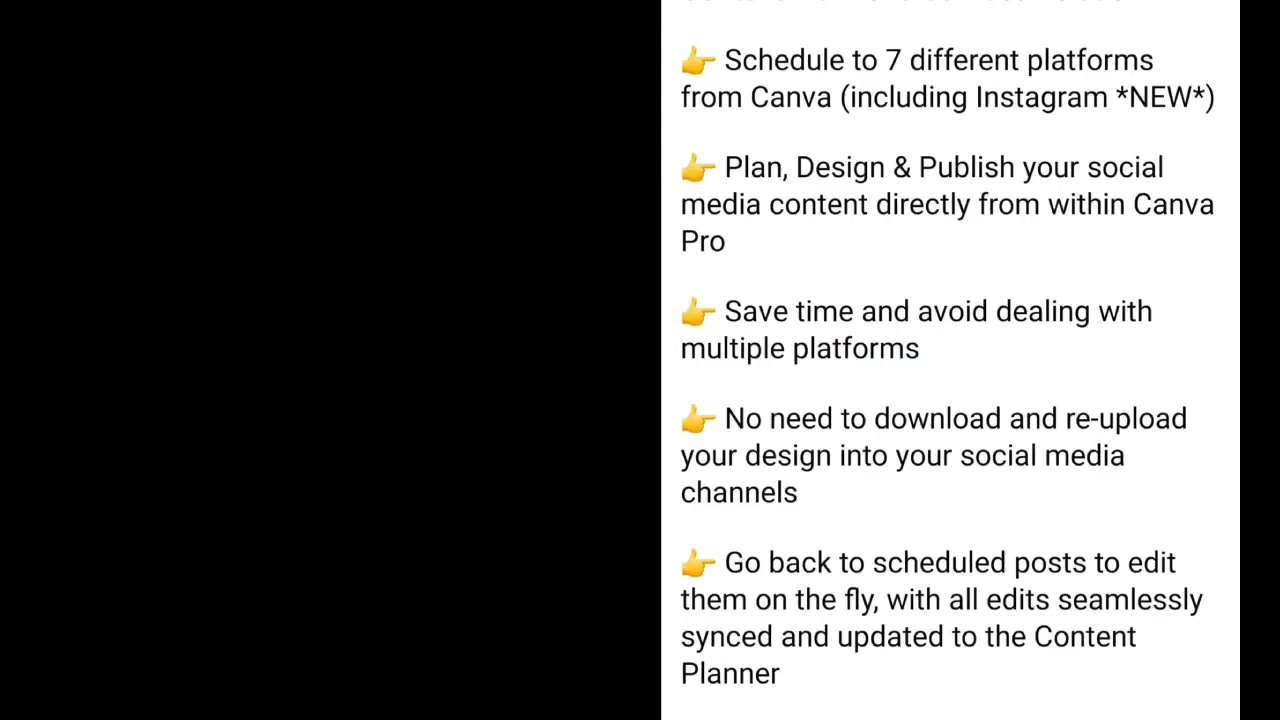 👉 Schedule to 7 different platforms
from Canva (including Instagram *NEW*)
👉 Plan, Design & Publish your social
media content directly from within Canva
Pro
👉 Save time and avoid dealing with
multiple platforms
👉 No need to download and re-upload
your design into your social media
channels
👉 Go back to scheduled posts to edit
them on the fly, with all edits seamlessly
synced and updated to the Content
Planner